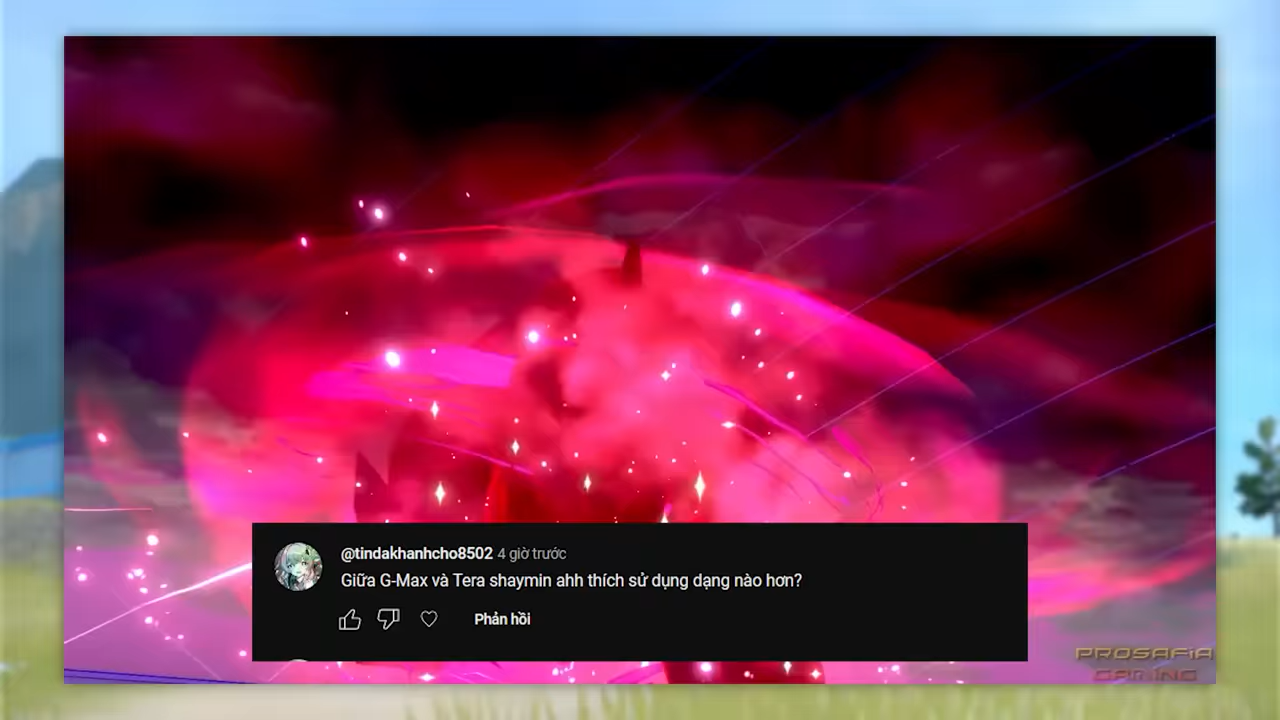 @tindakhanhcho8502 4 giờ trước
Giữa G-Max và Tera shaymin ahh thích sử dụng dạng nào hơn?
Phản hồi
PROSAFIA
GAMING